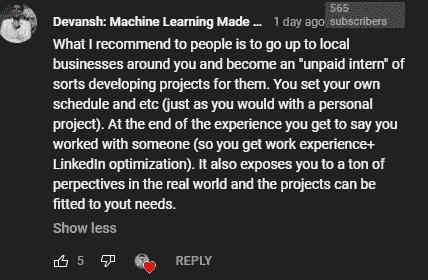 Devansh: Machine Learning Made ... 1 day ago 565 subscribers
What I recommend to people is to go up to local
businesses around you and become an "unpaid intern" of
sorts developing projects for them. You set your own
schedule and etc (just as you would with a personal
project). At the end of the experience you get to say you
worked with someone (so you get work experience+
LinkedIn optimization). It also exposes you to a ton of
perpectives in the real world and the projects can be
fitted to yout needs.
Show less
5 REPLY